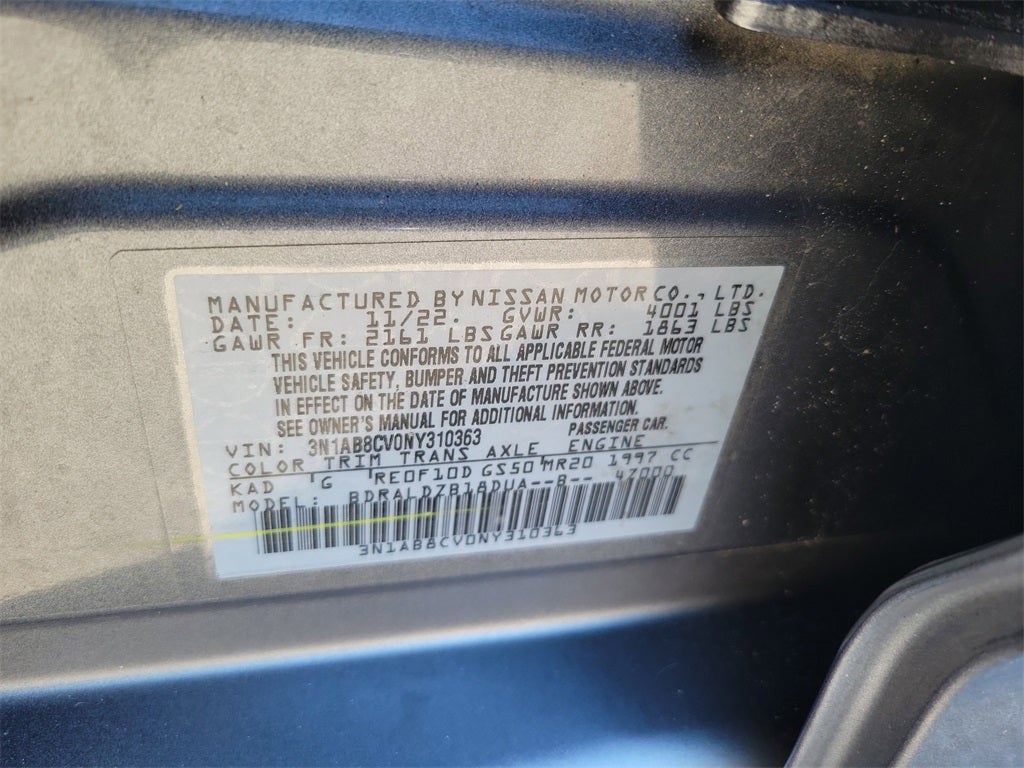 MANUFACTURED BY NISSAN MOTOR CO., LTD.
DATE: 11/22. GVWR: 4001 LBS
GAWR FR: 2161 LBS GAWR RR: 1863 LBS
THIS VEHICLE CONFORMS TO ALL APPLICABLE FEDERAL MOTOR
VEHICLE SAFETY, BUMPER AND THEFT PREVENTION STANDARDS
IN EFFECT ON THE DATE OF MANUFACTURE SHOWN ABOVE.
SEE OWNER'S MANUAL FOR ADDITIONAL INFORMATION.
VIN: 3N1AB8CV0NY310363 PASSENGER CAR.
COLOR TRIM TRANS AXLE ENGINE
KAD G RE0F10D GS50 MR20 1997 CC
MODEL: BDRALDZB18DUA--B-- 47000
3N1AB8CV0NY310363